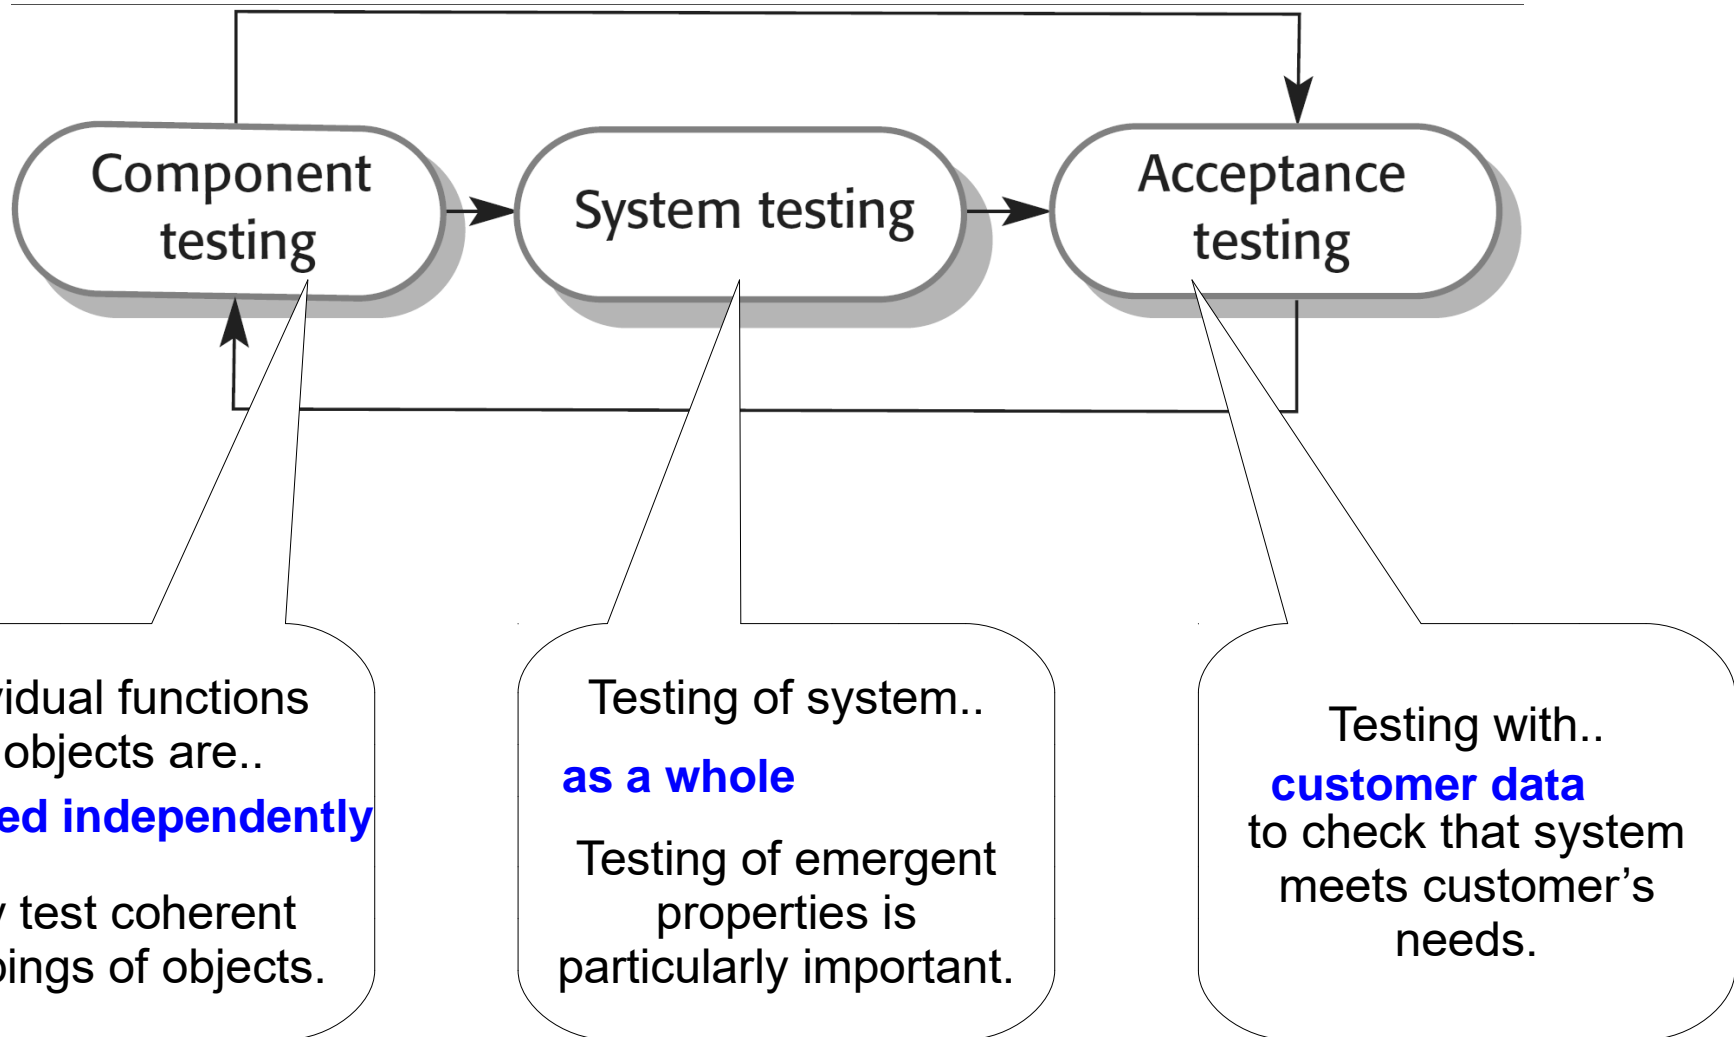 Component
testing
System testing
Acceptance
testing
vidual functions
objects are..
ed independently
y test coherent
pings of objects.
Testing of system..
as a whole
Testing of emergent
properties is
particularly important.
Testing with..
customer data
to check that system
meets customer’s
needs.